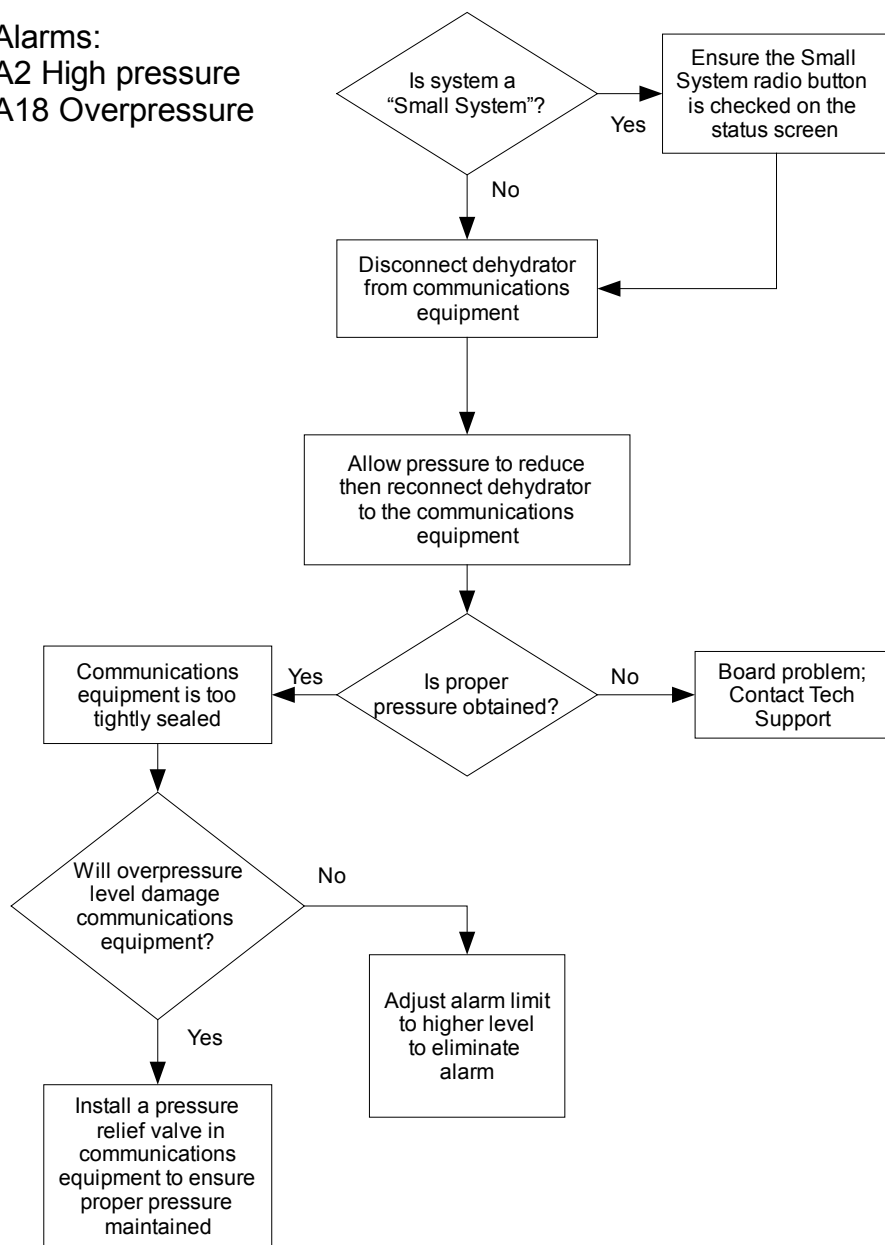 Alarms:
A2 High pressure
A18 Overpressure
Is system a
“Small System”?
Yes
Ensure the Small
System radio button
is checked on the
status screen
No
Disconnect dehydrator
from communications
equipment
Allow pressure to reduce
then reconnect dehydrator
to the communications
equipment
Is proper
pressure obtained?
Yes
Communications
equipment is too
tightly sealed
No
Board problem;
Contact Tech
Support
Will overpressure
level damage
communications
equipment?
No
Adjust alarm limit
to higher level
to eliminate
alarm
Yes
Install a pressure
relief valve in
communications
equipment to ensure
proper pressure
maintained